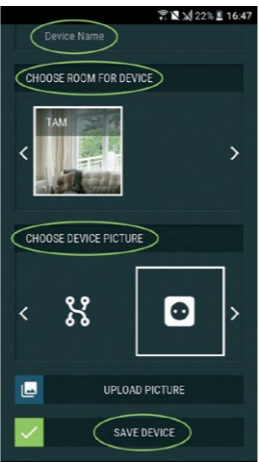 22% 16:47
Device Name
CHOOSE ROOM FOR DEVICE
TAM
CHOOSE DEVICE PICTURE
UPLOAD PICTURE
SAVE DEVICE